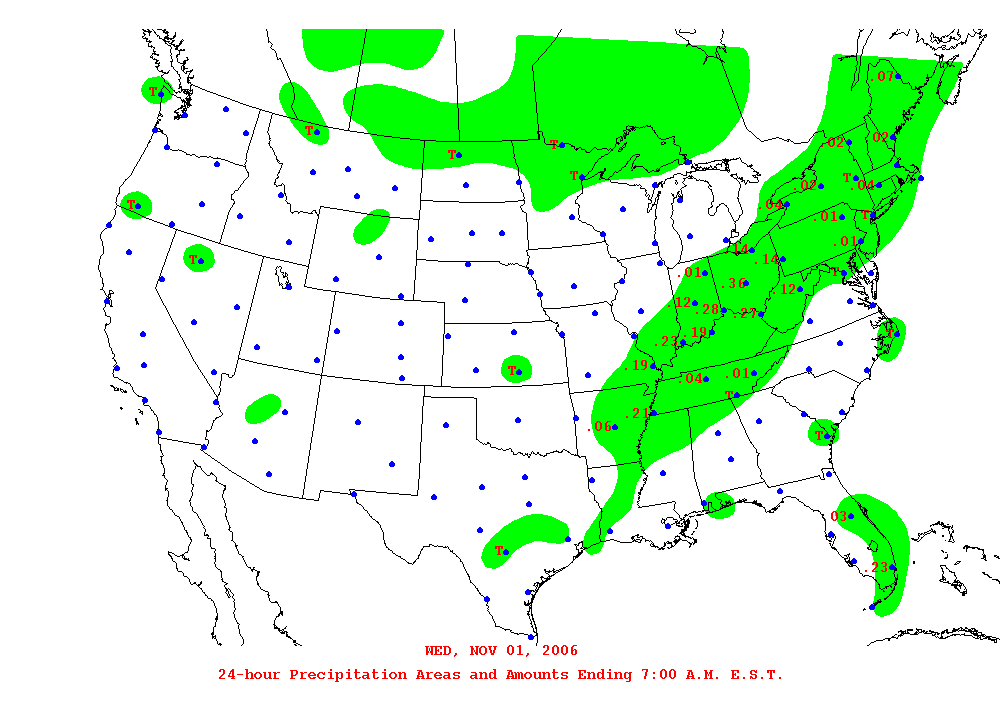 .07
T
T
T
.02
.02
T
T
T
.02
.04
.04
T
.01
T
.14
.01
.14
T
.01
T
.36
.12
.12
.28
.27
T
.19
.23
.19
T
.04
.01
T
.21
.06
T
.03
T
.23
WED, NOV 01, 2006
24-hour Precipitation Areas and Amounts Ending 7:00 A.M. E.S.T.